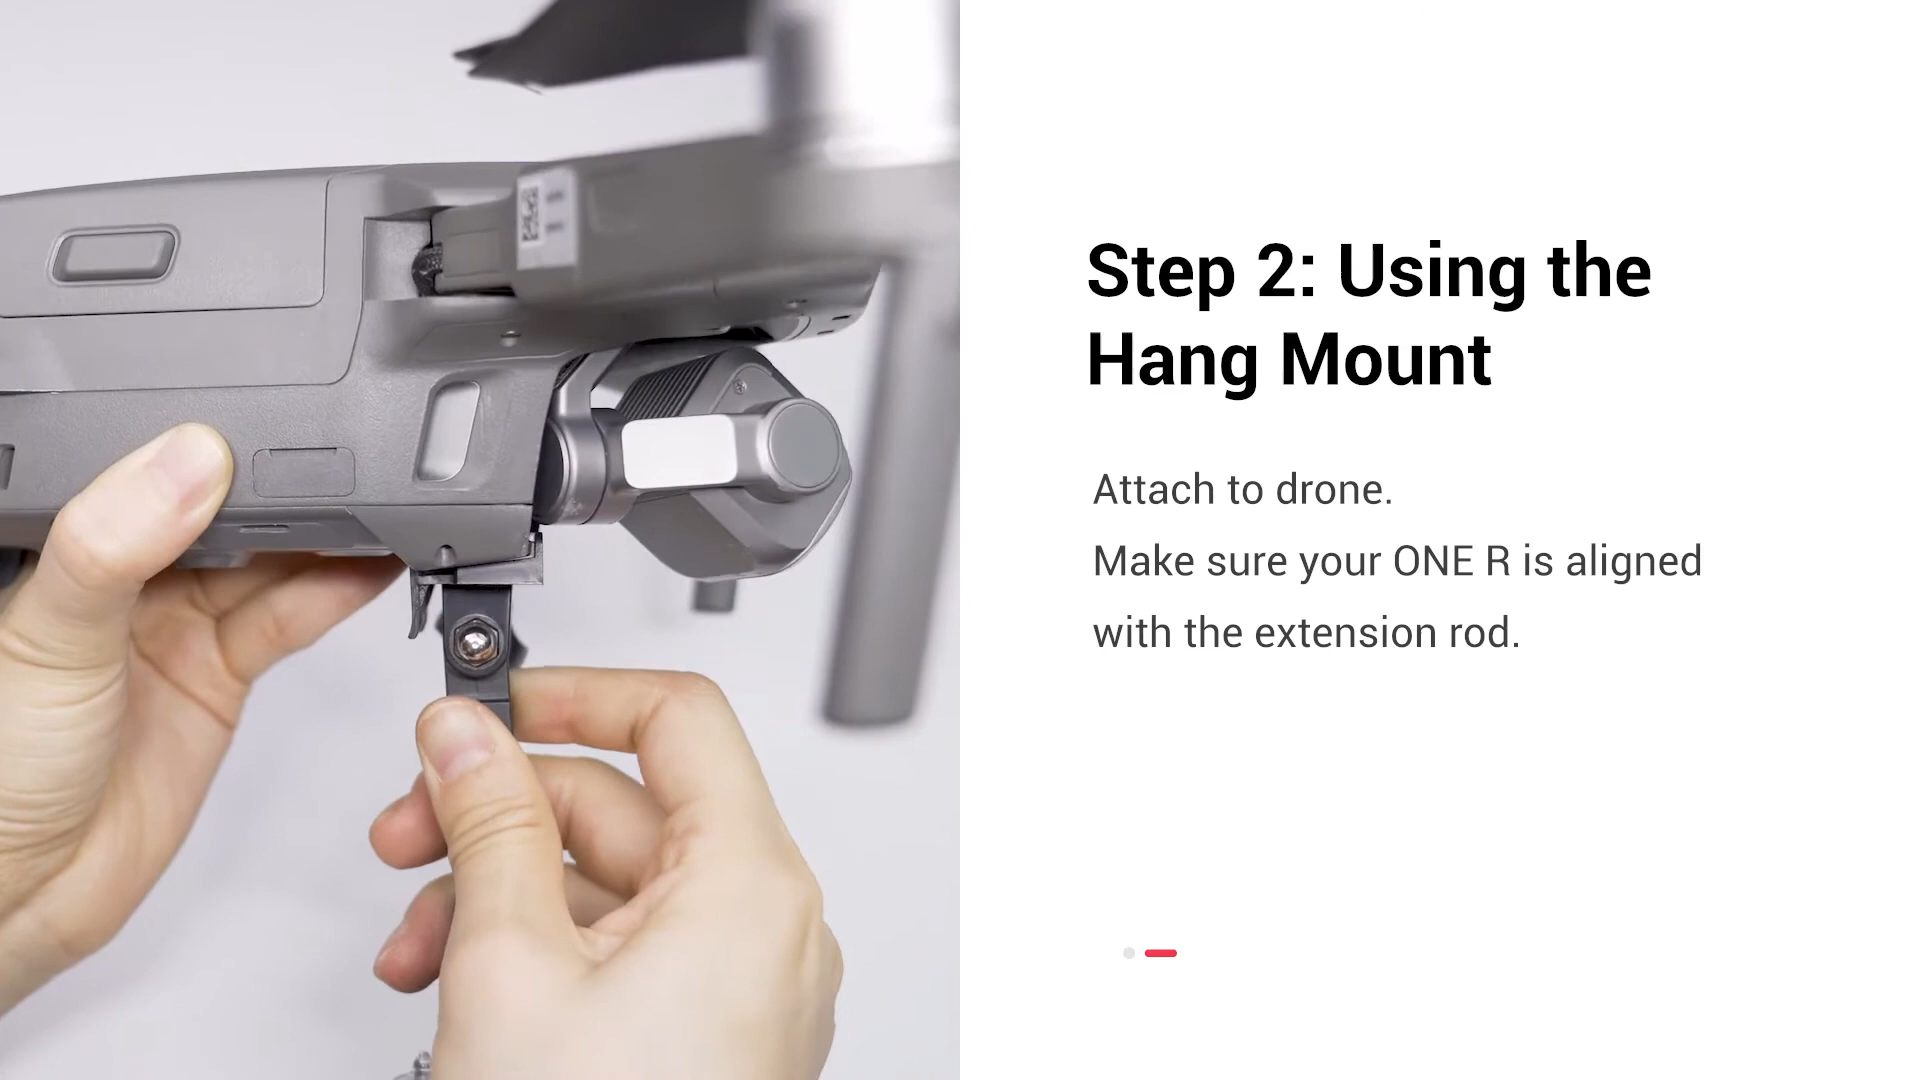 Step 2: Using the
Hang Mount
Attach to drone.
Make sure your ONE R is aligned
with the extension rod.